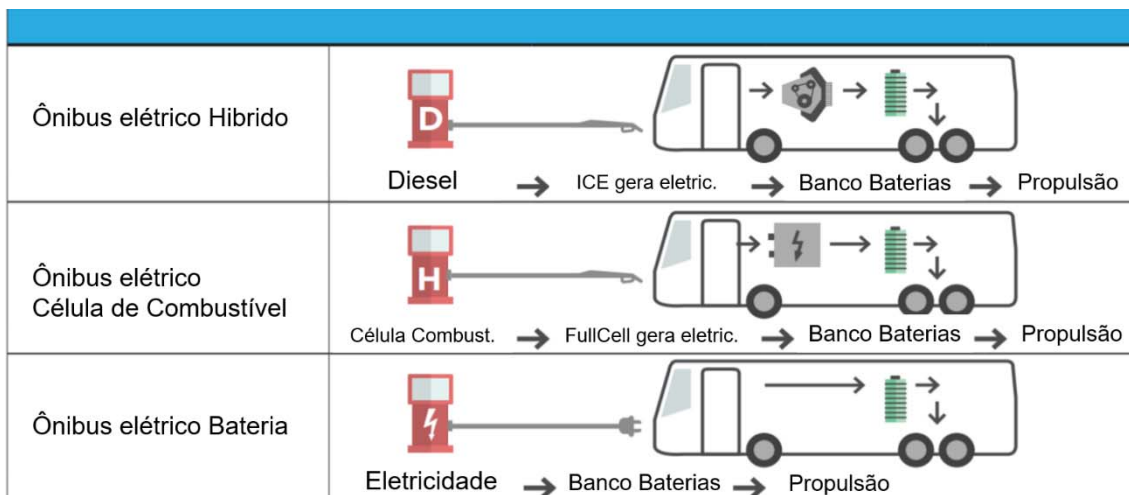 Ônibus elétrico Hibrido
D
Diesel → ICE gera eletric. → Banco Baterias → Propulsão
Ônibus elétrico
Célula de Combustível
H
Célula Combust. → FullCell gera eletric. → Banco Baterias → Propulsão
Ônibus elétrico Bateria
Eletricidade → Banco Baterias → Propulsão